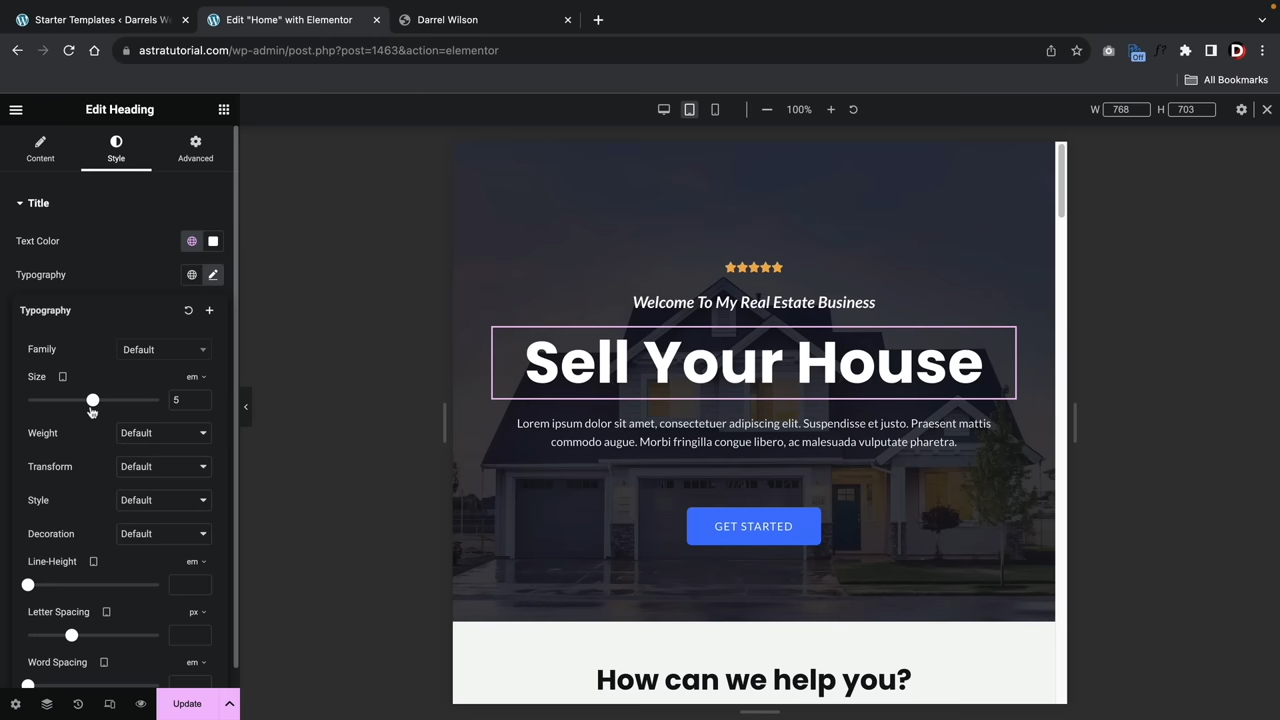 Starter Templates ‹ Darrels We
Edit "Home" with Elementor
Darrel Wilson
astratutorial.com/wp-admin/post.php?post=1463&action=elementor
Off
f?
D
All Bookmarks
Edit Heading
100%
W 768 H 703
Content
Style
Advanced
Title
Text Color
Typography
Typography
Family Default
Size em
5
Weight Default
Transform Default
Style Default
Decoration Default
Line-Height em
Letter Spacing px
Word Spacing em
Update
Welcome To My Real Estate Business
Sell Your House
Lorem ipsum dolor sit amet, consectetuer adipiscing elit. Suspendisse et justo. Praesent mattis
commodo augue. Morbi fringilla congue libero, ac malesuada vulputate pharetra.
GET STARTED
How can we help you?